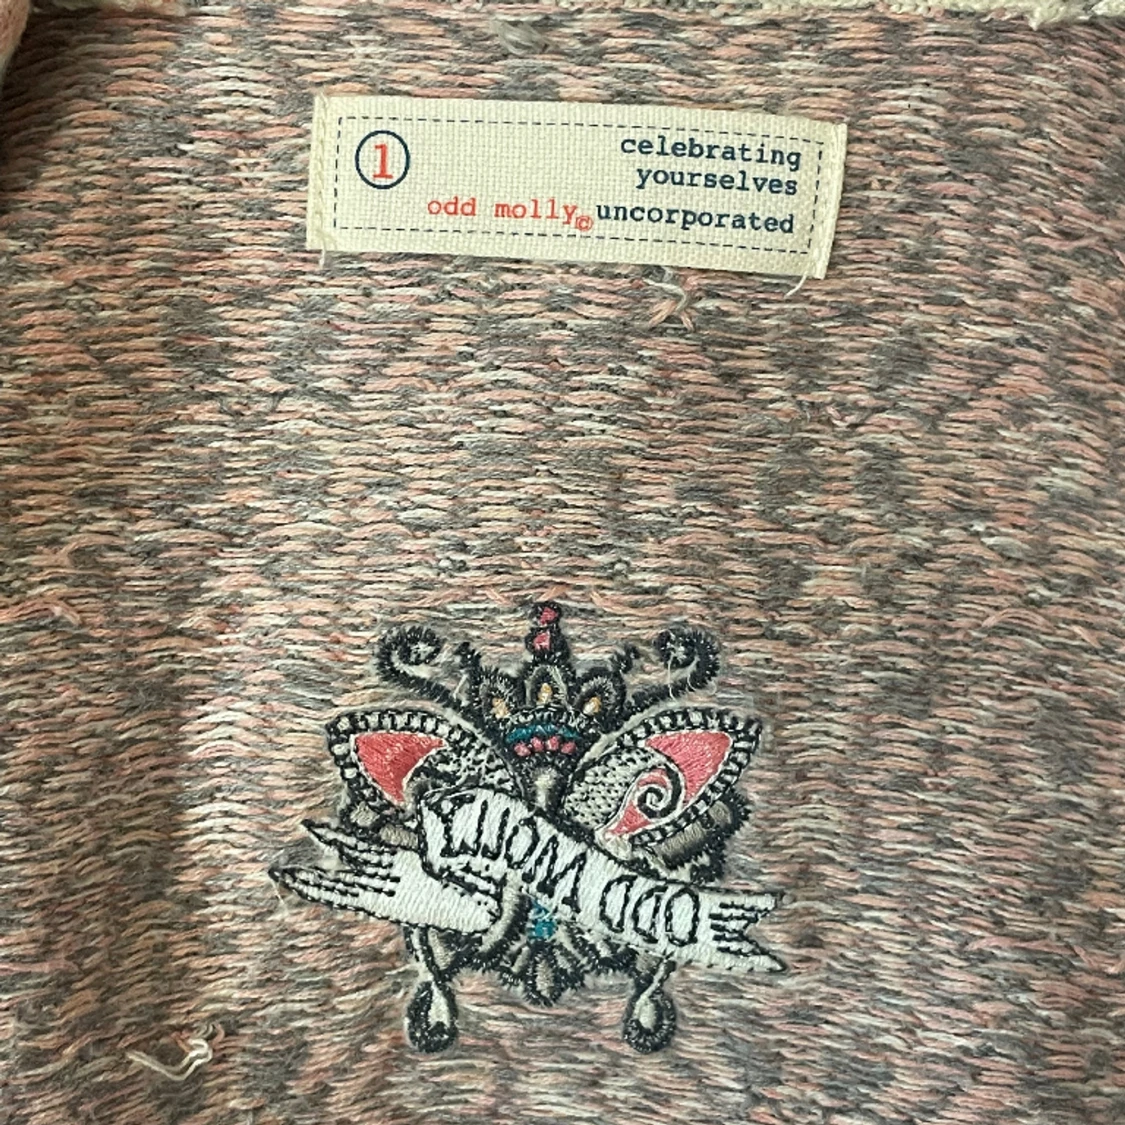 1
celebrating
yourselves
odd molly© uncorporated
ODD MOLLY